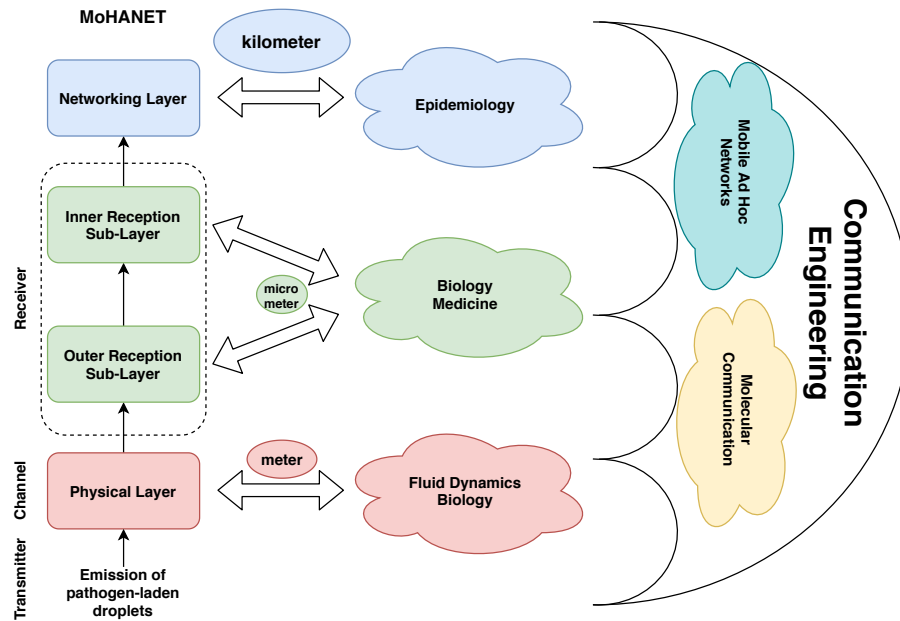 MoHANET
kilometer
Networking Layer
Epidemiology
Inner Reception
Sub-Layer
micro
meter
Biology
Medicine
Outer Reception
Sub-Layer
Receiver
meter
Physical Layer
Fluid Dynamics
Biology
Channel
Transmitter
Emission of
pathogen-laden
droplets
Mobile Ad Hoc
Networks
Molecular
Communication
Communication
Engineering